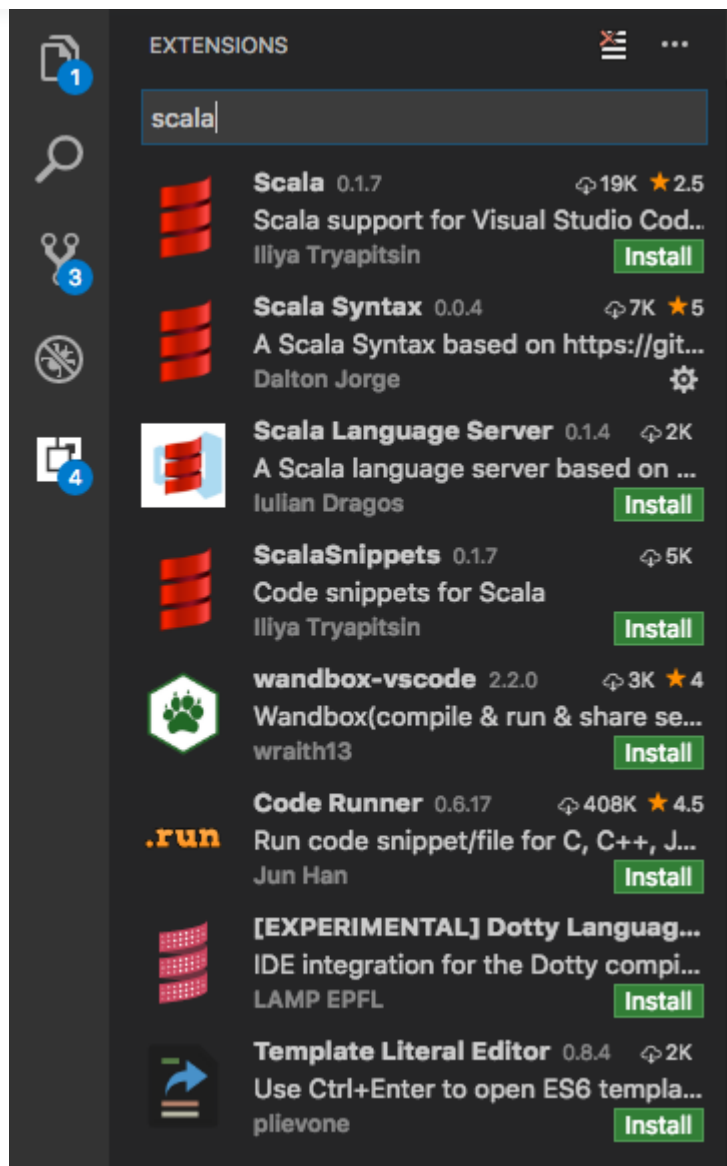 EXTENSIONS
1
scala
Scala 0.1.7 19K ★ 2.5
Scala support for Visual Studio Cod...
Iliya Tryapitsin Install
3
Scala Syntax 0.0.4 7K ★ 5
A Scala Syntax based on https://git...
Dalton Jorge
Scala Language Server 0.1.4 2K
A Scala language server based on ...
Iulian Dragos Install
4
ScalaSnippets 0.1.7 5K
Code snippets for Scala
Iliya Tryapitsin Install
wandbox-vscode 2.2.0 3K ★ 4
Wandbox(compile & run & share se...
wraith13 Install
Code Runner 0.6.17 408K ★ 4.5
.run Run code snippet/file for C, C++, J...
Jun Han Install
[EXPERIMENTAL] Dotty Languag...
IDE integration for the Dotty compi...
LAMP EPFL Install
Template Literal Editor 0.8.4 2K
Use Ctrl+Enter to open ES6 templa...
plievone Install